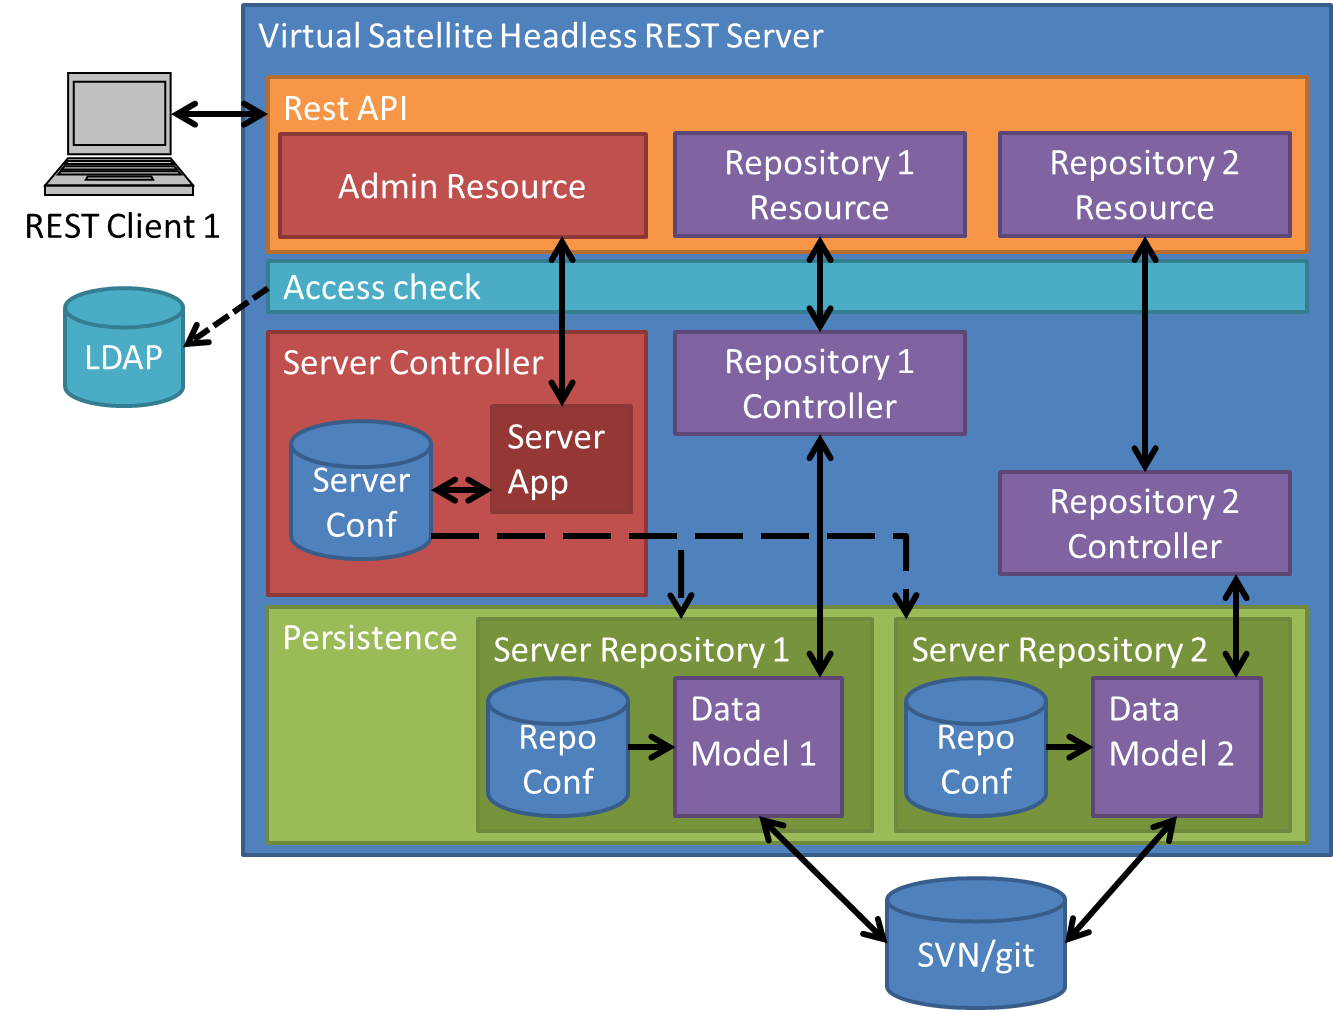 Virtual Satellite Headless REST Server
Rest API
Admin Resource
Repository 1
Resource
Repository 2
Resource
REST Client 1
Access check
LDAP
Server Controller
Server
App
Server
Conf
Repository 1
Controller
Repository 2
Controller
Persistence
Server Repository 1
Repo
Conf
Data
Model 1
Server Repository 2
Repo
Conf
Data
Model 2
SVN/git